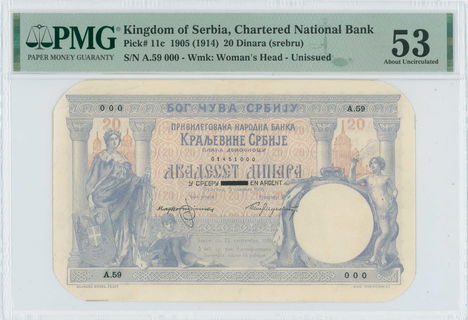 PMG
PAPER MONEY GUARANTY
Kingdom of Serbia, Chartered National Bank
Pick# 11c 1905 (1914) 20 Dinara (srebru)
S/N A.59 000 - Wmk: Woman's Head - Unissued
53
About Uncirculated
000
A.59
БОГ ЧУВА СРБИЈУ
20
20
ПРИВИЛЕГОВАНА НАРОДНА БАНКА
КРАЉЕВИНЕ СРБИЈЕ
ПЛАЋА ДОНОСИОЦУ
01451000
ДВАДЕСЕТ ДИНАРА
У СРЕБРУ EN ARGENT
A.59
000